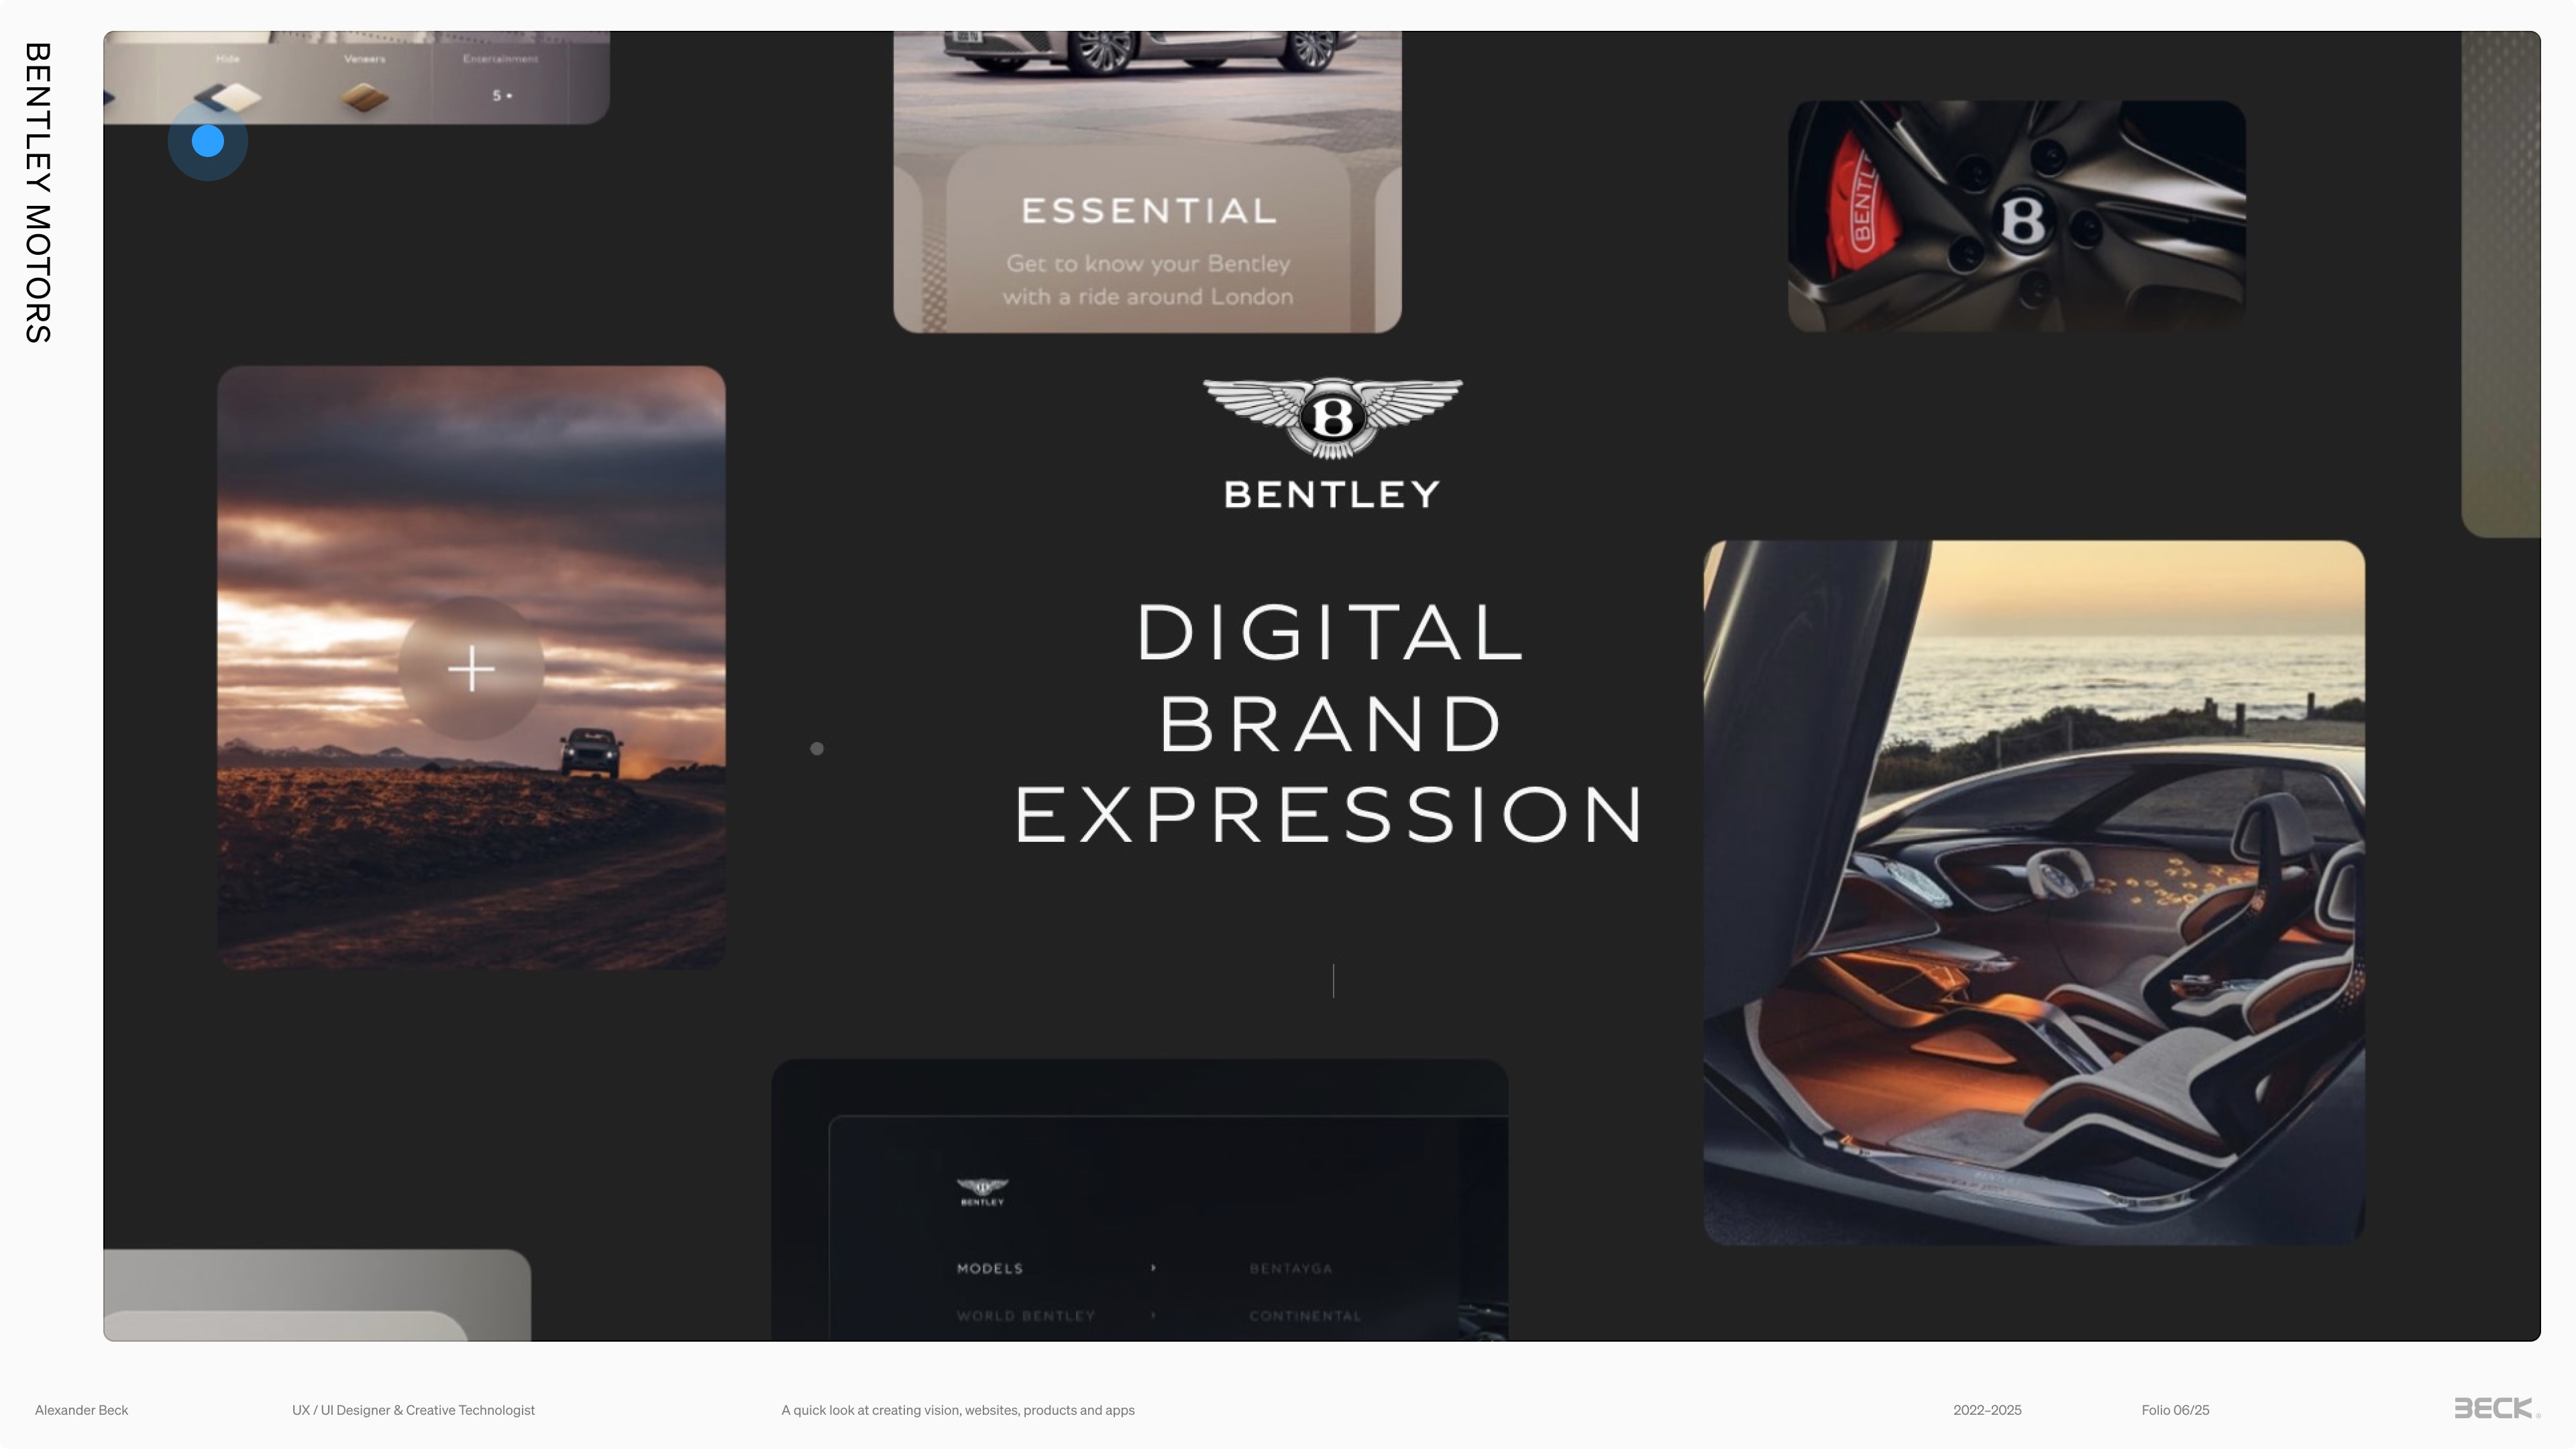 BENTLEY MOTORS
Hide
Veneers
Entertainment
5
ESSENTIAL
Get to know your Bentley
with a ride around London
BENTLEY
B
B
BENTLEY
DIGITAL
BRAND
EXPRESSION
BENTLEY
MODELS
BENTAYGA
WORLD BENTLEY
CONTINENTAL
Alexander Beck
UX / UI Designer & Creative Technologist
A quick look at creating vision, websites, products and apps
2022–2025
Folio 06/25
BECK